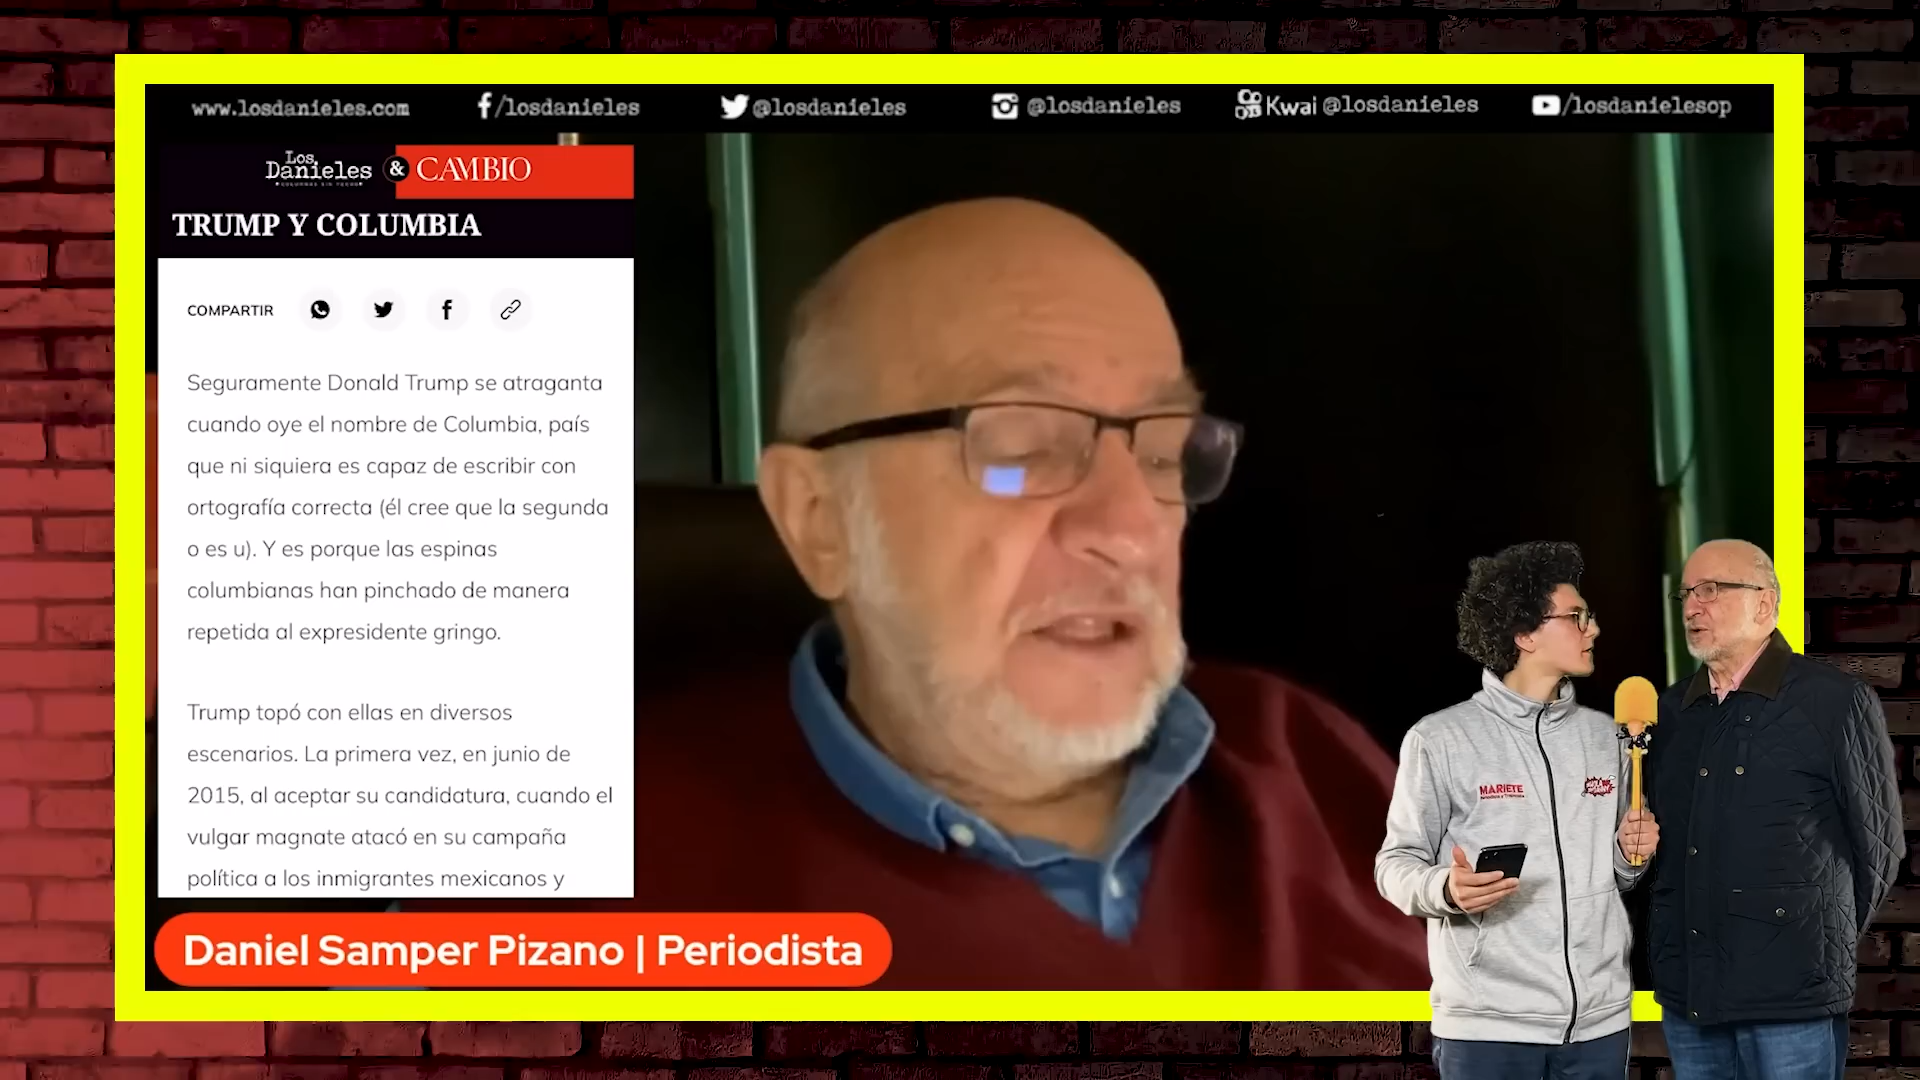 www.losdanieles.com
/losdanieles
@losdanieles
@losdanieles
Kwai @losdanieles
/losdanielesop
Los Danieles & CAMBIO
TRUMP Y COLUMBIA
COMPARTIR
Seguramente Donald Trump se atraganta
cuando oye el nombre de Columbia, país
que ni siquiera es capaz de escribir con
ortografía correcta (él cree que la segunda
o es u). Y es porque las espinas
columbianas han pinchado de manera
repetida al expresidente gringo.
Trump topó con ellas en diversos
escenarios. La primera vez, en junio de
2015, al aceptar su candidatura, cuando el
vulgar magnate atacó en su campaña
política a los inmigrantes mexicanos y
Daniel Samper Pizano | Periodista
MARIETE